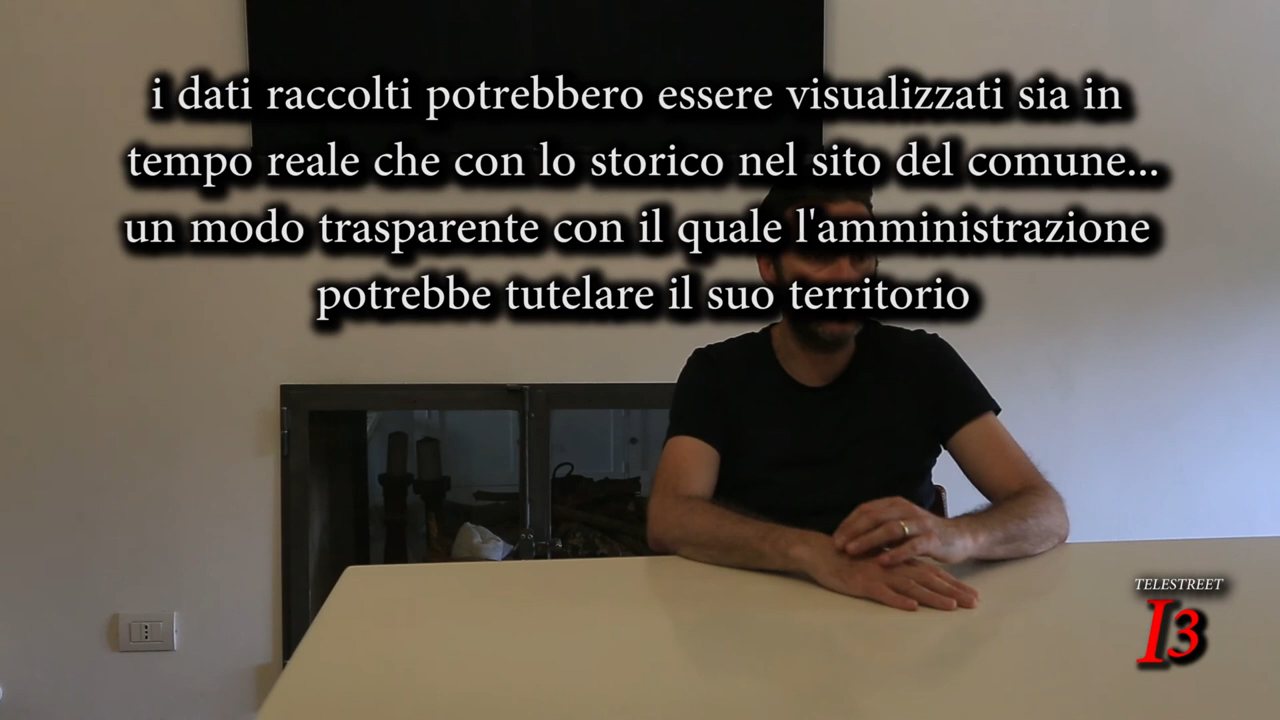 i dati raccolti potrebbero essere visualizzati sia in
tempo reale che con lo storico nel sito del comune...
un modo trasparente con il quale l'amministrazione
potrebbe tutelare il suo territorio
TELESTREET
I3